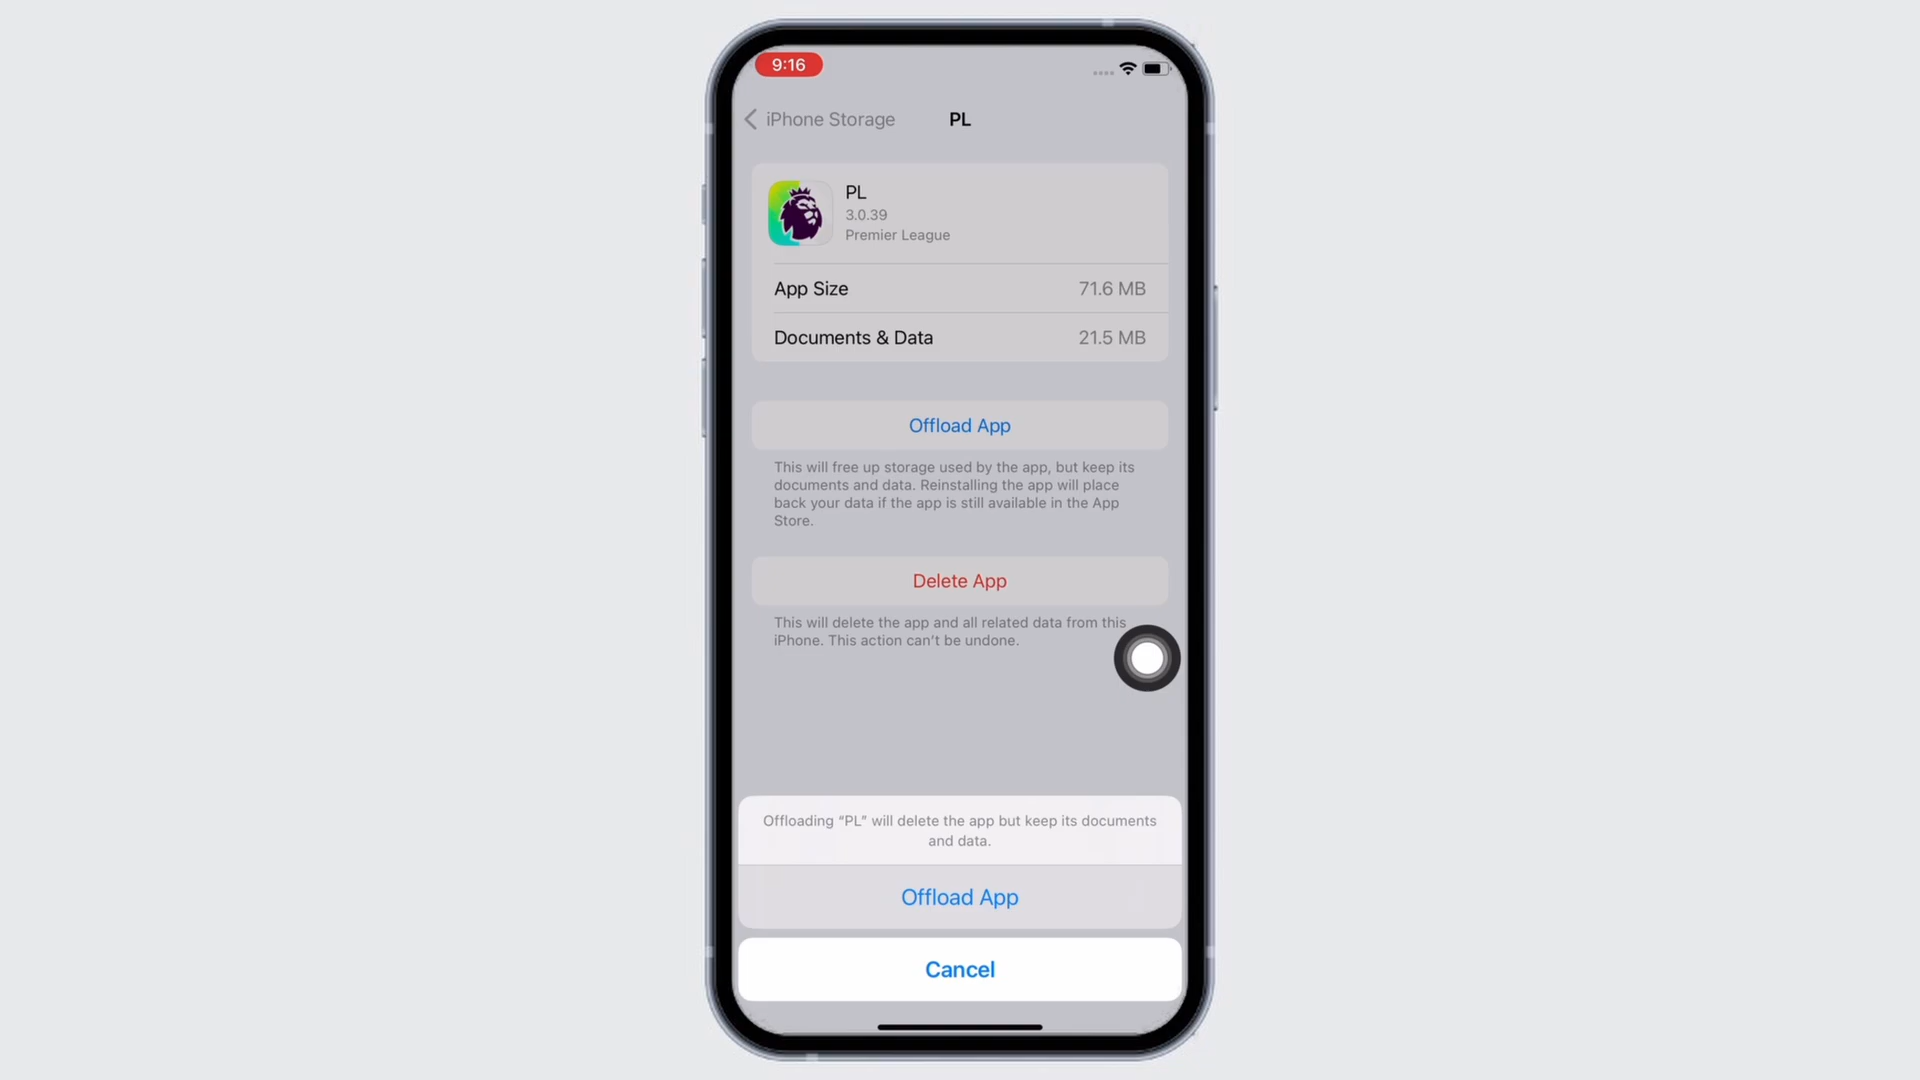 9:16
iPhone Storage
PL
PL
3.0.39
Premier League
App Size 71.6 MB
Documents & Data 21.5 MB
Offload App
This will free up storage used by the app, but keep its
documents and data. Reinstalling the app will place
back your data if the app is still available in the App
Store.
Delete App
This will delete the app and all related data from this
iPhone. This action can't be undone.
Offloading “PL” will delete the app but keep its documents
and data.
Offload App
Cancel